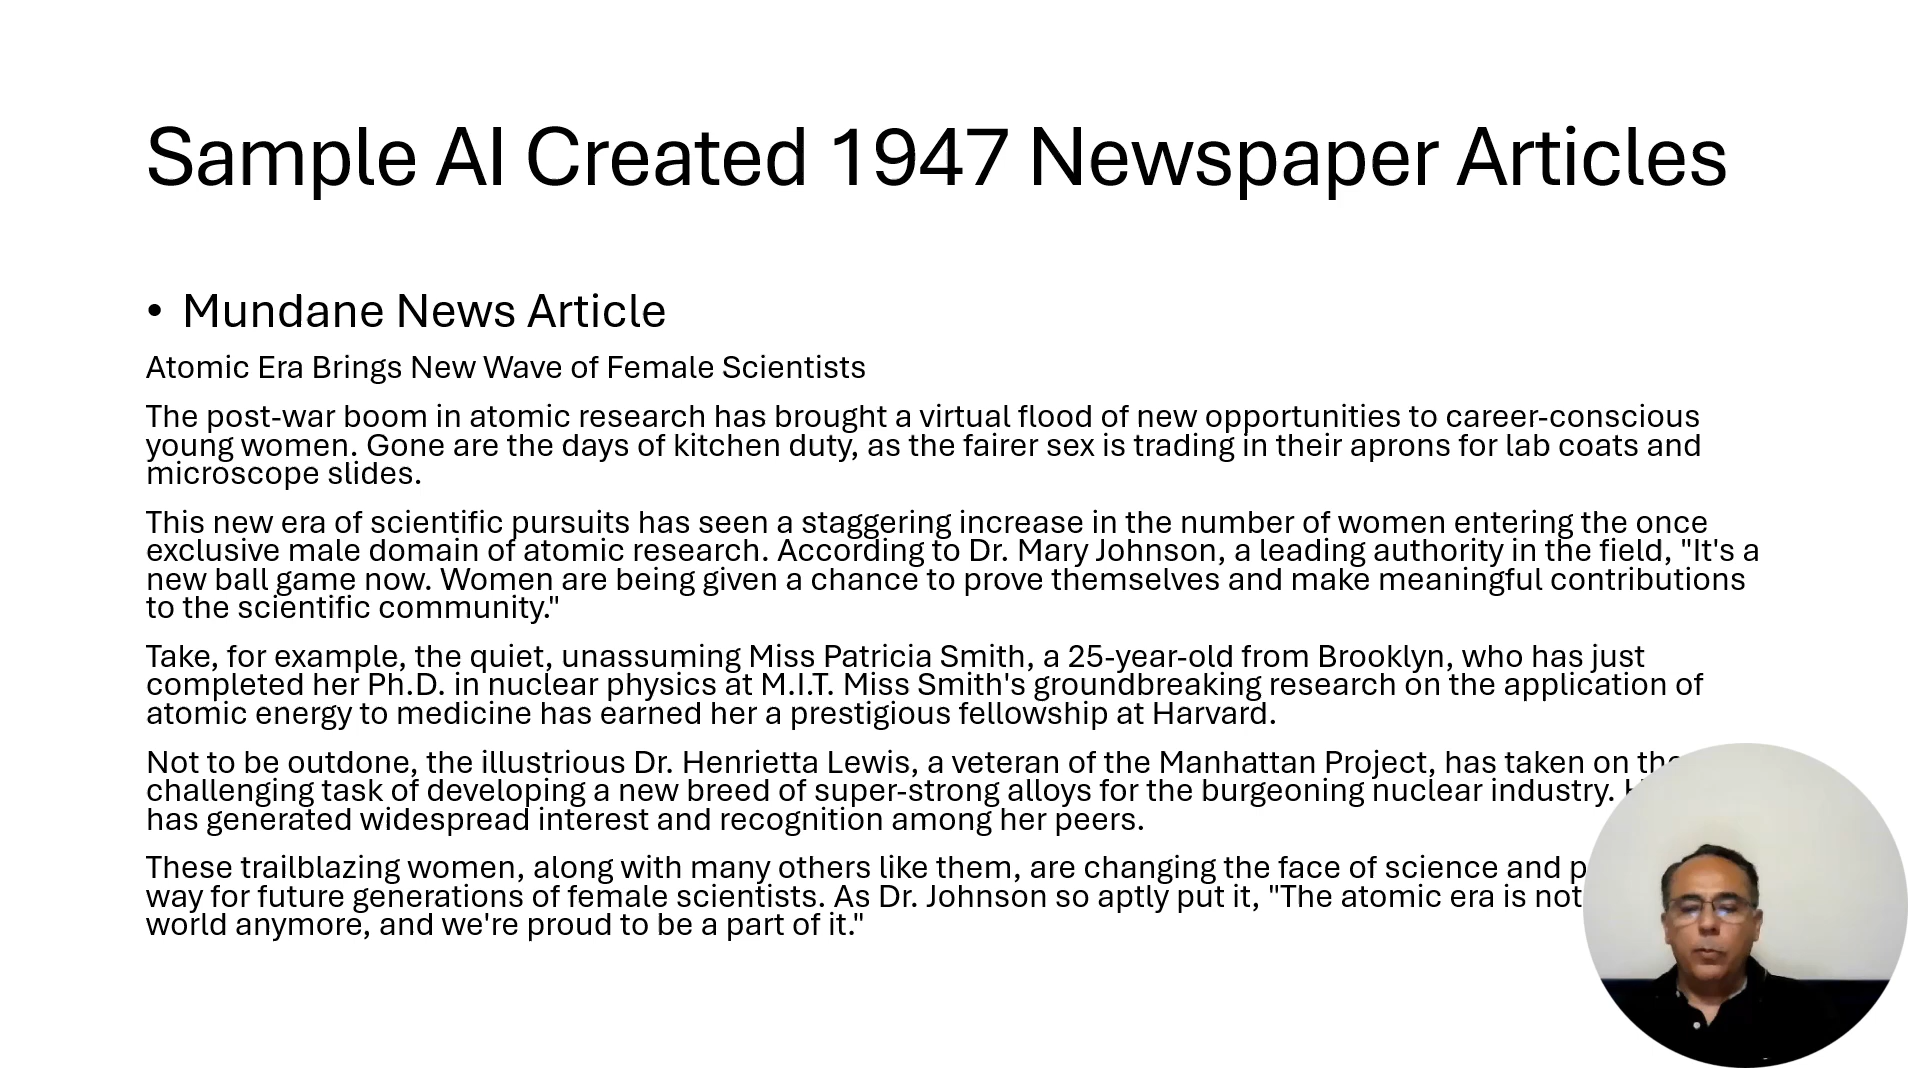 Sample AI Created 1947 Newspaper Articles
• Mundane News Article
Atomic Era Brings New Wave of Female Scientists
The post-war boom in atomic research has brought a virtual flood of new opportunities to career-conscious
young women. Gone are the days of kitchen duty, as the fairer sex is trading in their aprons for lab coats and
microscope slides.
This new era of scientific pursuits has seen a staggering increase in the number of women entering the once
exclusive male domain of atomic research. According to Dr. Mary Johnson, a leading authority in the field, "It's a
new ball game now. Women are being given a chance to prove themselves and make meaningful contributions
to the scientific community."
Take, for example, the quiet, unassuming Miss Patricia Smith, a 25-year-old from Brooklyn, who has just
completed her Ph.D. in nuclear physics at M.I.T. Miss Smith's groundbreaking research on the application of
atomic energy to medicine has earned her a prestigious fellowship at Harvard.
Not to be outdone, the illustrious Dr. Henrietta Lewis, a veteran of the Manhattan Project, has taken on the
challenging task of developing a new breed of super-strong alloys for the burgeoning nuclear industry.
has generated widespread interest and recognition among her peers.
These trailblazing women, along with many others like them, are changing the face of science and
way for future generations of female scientists. As Dr. Johnson so aptly put it, "The atomic era is not
world anymore, and we're proud to be a part of it."